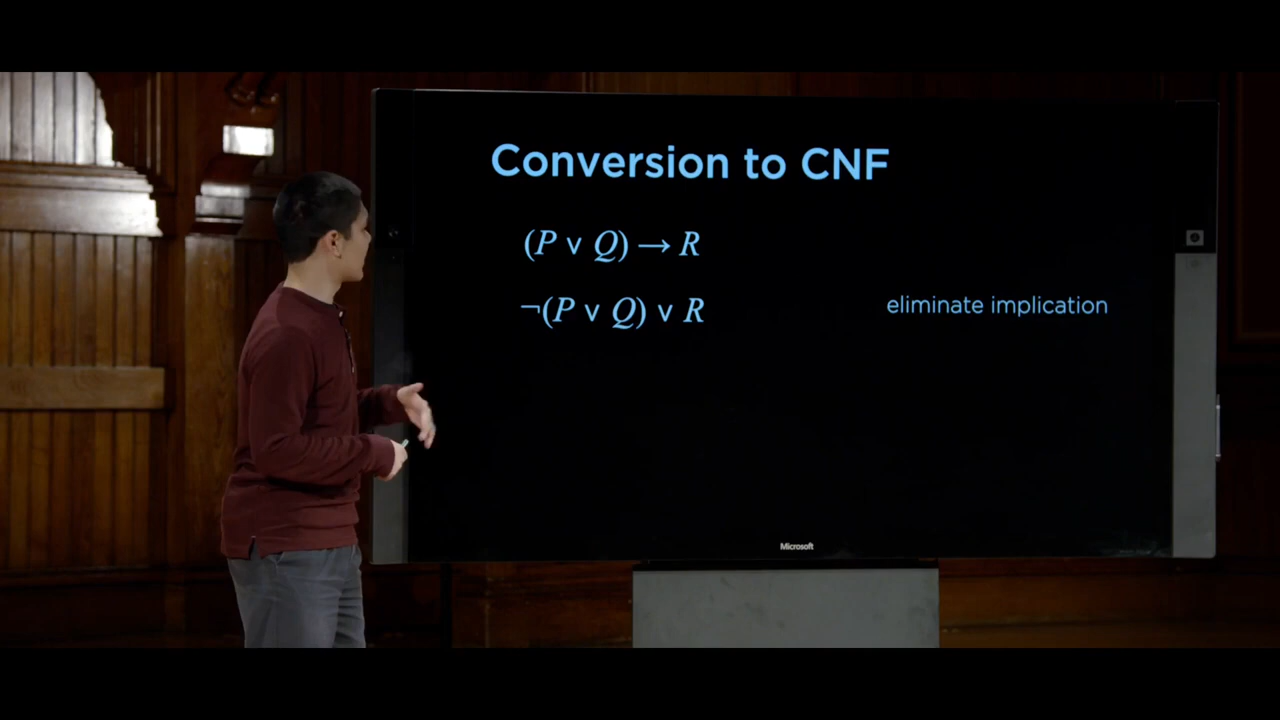 Conversion to CNF
(P ∨ Q) → R
¬(P ∨ Q) ∨ R eliminate implication
Microsoft